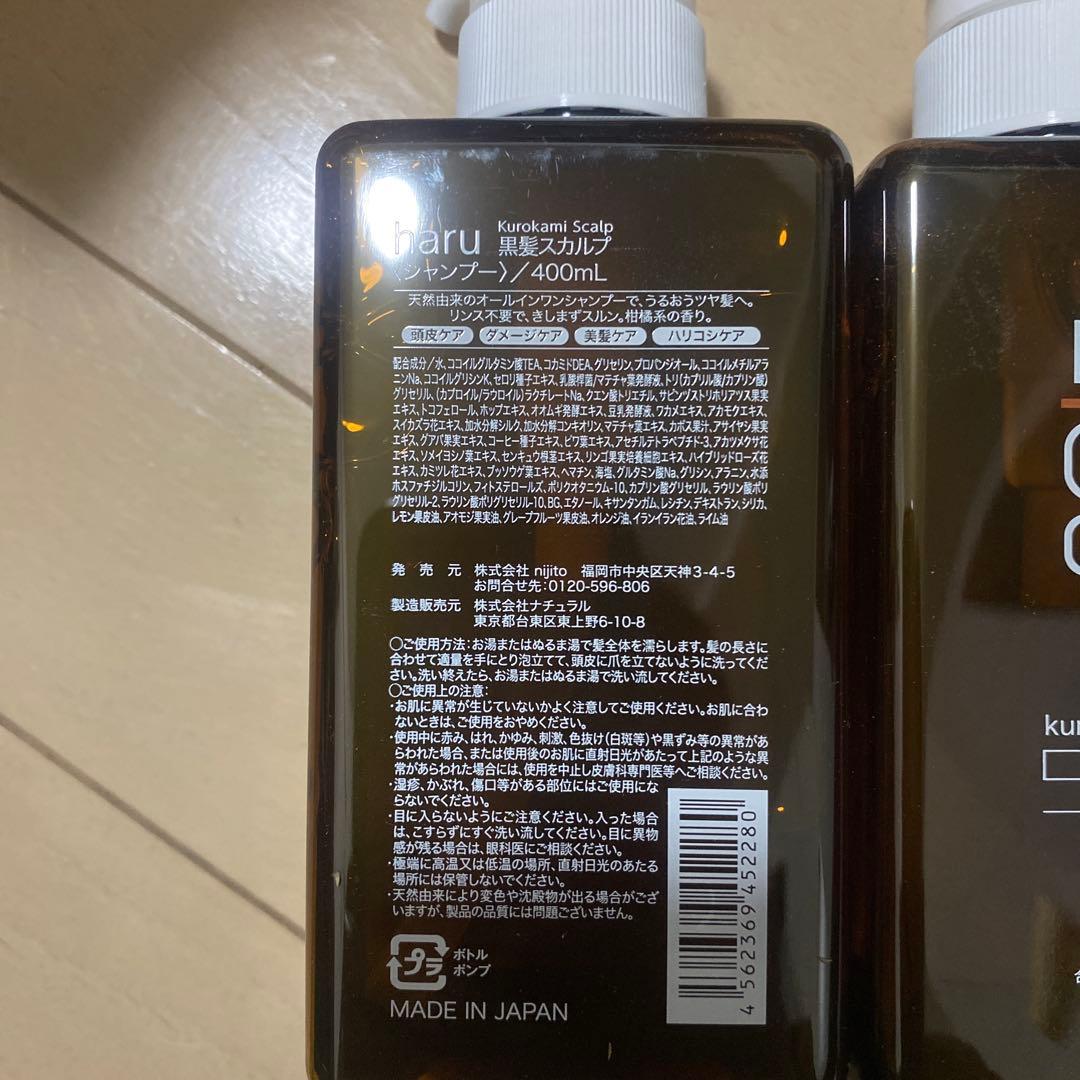 haru Kurokami Scalp
黒髪スカルプ
〈シャンプー〉/400mL
天然由来のオールインワンシャンプーで、うるおうツヤ髪へ。
リンス不要で、きしまずスルン。柑橘系の香り。
頭皮ケア ダメージケア 美髪ケア ハリコシケア
配合成分/水、ココイルグルタミン酸TEA、コカミドDEA、グリセリン、プロパンジオール、ココイルメチルアラ
ニンNa、ココイルグリシンK、セロリ種子エキス、乳酸桿菌/マテチャ葉発酵液、トリ(カプリル酸/カプリン酸)
グリセリル、(カプロイル/ラウロイル)ラクチレートNa、クエン酸トリエチル、サピンヅストリホリアツス果実
エキス、トコフェロール、ホップエキス、オオムギ発酵エキス、豆乳発酵液、ワカメエキス、アカモクエキス、
スイカズラ花エキス、加水分解シルク、加水分解コンキオリン、マテチャ葉エキス、カボス果汁、アサイヤシ果実
エキス、グアバ果実エキス、コーヒー種子エキス、ビワ葉エキス、アセチルテトラペプチド-3、アカツメクサ花
エキス、ソメイヨシノ葉エキス、センキュウ根茎エキス、リンゴ果実培養細胞エキス、ハイブリッドローズ花
エキス、カミツレ花エキス、ブッソウゲ葉エキス、ヘマチン、海塩、グルタミン酸Na、グリシン、アラニン、水添
ホスファチジルコリン、フィトステロールズ、ポリクオタニウム-10、カプリン酸グリセリル、ラウリン酸ポリ
グリセリル-2、ラウリン酸ポリグリセリル-10、BG、エタノール、キサンタンガム、レシチン、デキストラン、シリカ、
レモン果皮油、アオモジ果実油、グレープフルーツ果皮油、オレンジ油、イランイラン花油、ライム油
発売元 株式会社 nijito 福岡市中央区天神3-4-5
お問合せ先:0120-596-806
製造販売元 株式会社ナチュラル
東京都台東区東上野6-10-8
〇ご使用方法:お湯またはぬるま湯で髪全体を濡らします。髪の長さに
合わせて適量を手にとり泡立てて、頭皮に爪を立てないように洗ってくだ
さい。洗い終えたら、お湯またはぬるま湯で洗い流してください。
〇ご使用上の注意:
・お肌に異常が生じていないかよく注意してご使用ください。お肌に合わ
ないときは、ご使用をおやめください。
・使用中に赤み、はれ、かゆみ、刺激、色抜け(白斑等)や黒ずみ等の異常があ
らわれた場合、または使用後のお肌に直射日光があたって上記のような異
常があらわれた場合には、使用を中止し皮膚科専門医等へご相談ください。
・湿疹、かぶれ、傷口等がある部位にはご使用にな
らないでください。
・目に入らないようにご注意ください。入った場合
は、こすらずにすぐ洗い流してください。目に異物
感が残る場合は、眼科医にご相談ください。
・極端に高温又は低温の場所、直射日光のあたる
場所には保管しないでください。
・天然由来により変色や沈殿物が出る場合がござ
いますが、製品の品質には問題ございません。
プラ ボトル
ポンプ
MADE IN JAPAN
4 562369 452280
kur